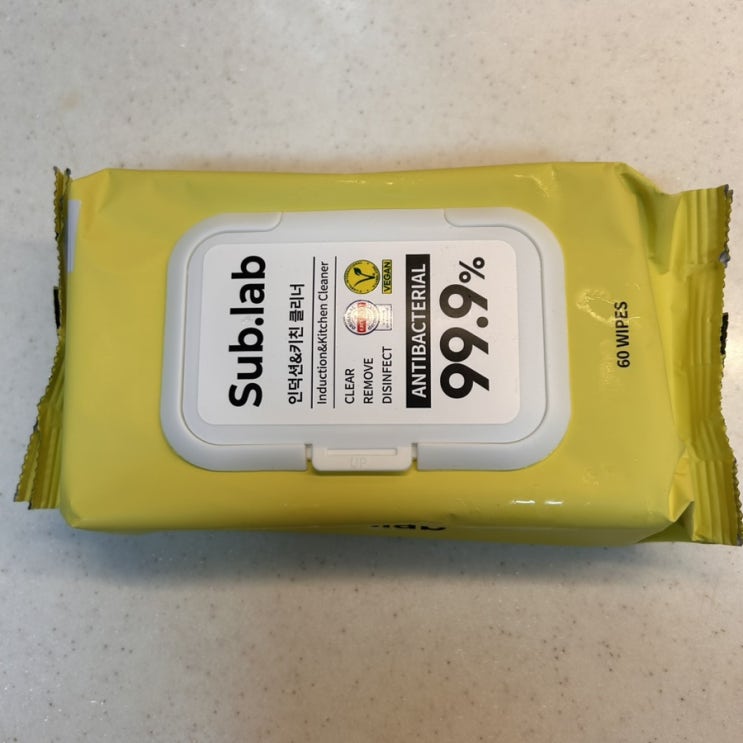 Sub.lab
인덕션&키친 클리너
Induction&Kitchen Cleaner
CLEAR
REMOVE
DISINFECT
VEGAN
ANTIBACTERIAL
99.9%
60 WIPES
UP